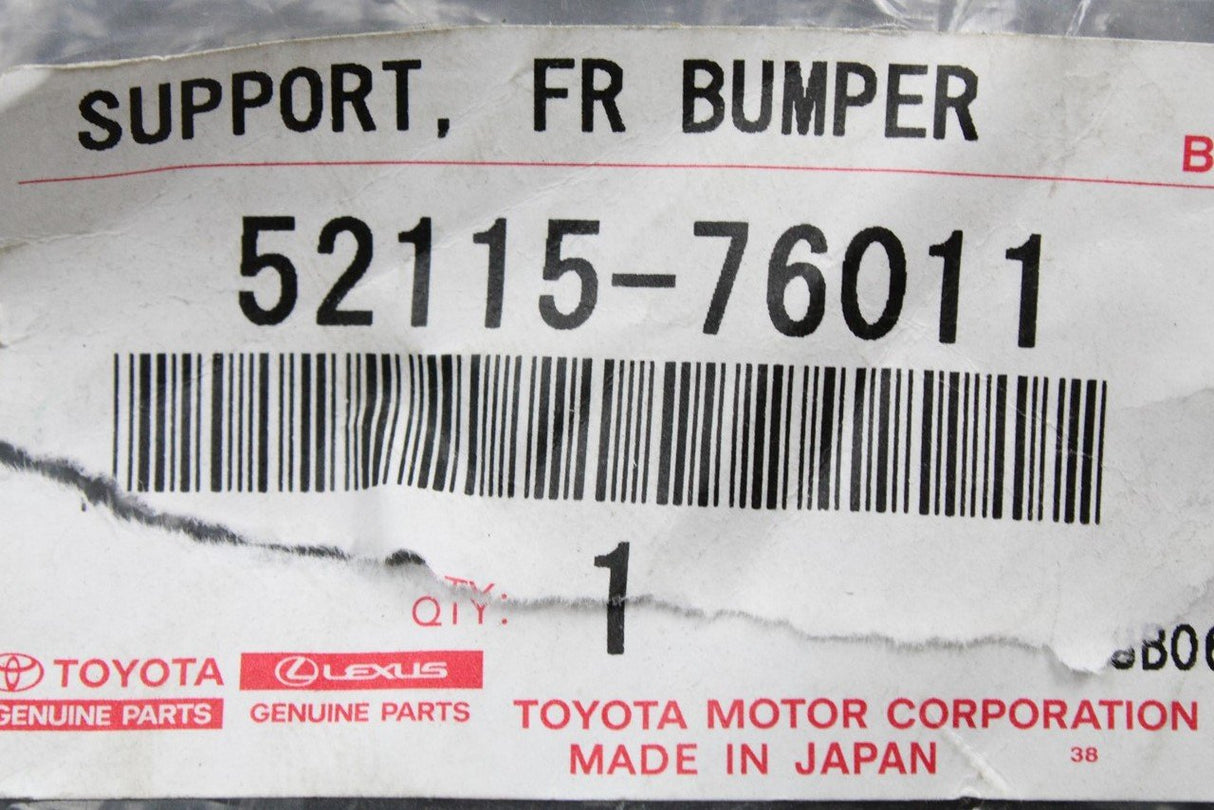 SUPPORT, FR BUMPER
B
52115-76011
QTY: 1
TOYOTA
GENUINE PARTS
LEXUS
GENUINE PARTS
TOYOTA MOTOR CORPORATION
MADE IN JAPAN 38